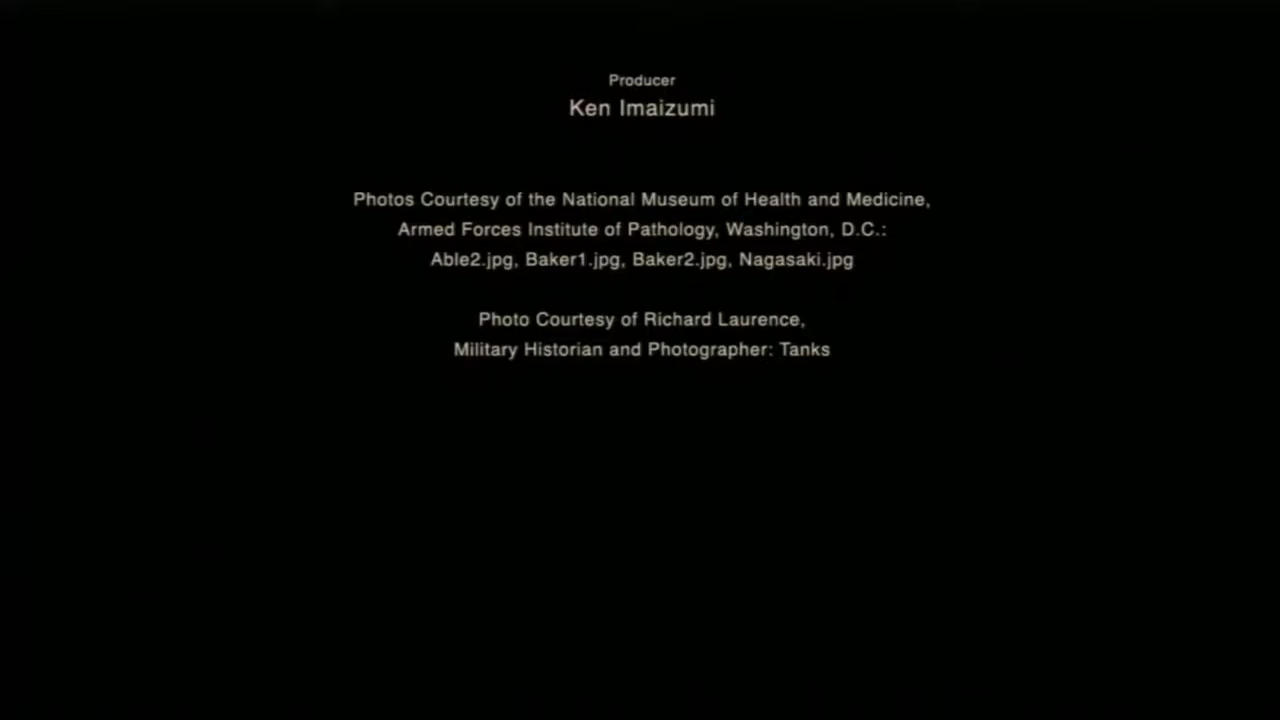 Producer
Ken Imaizumi
Photos Courtesy of the National Museum of Health and Medicine,
Armed Forces Institute of Pathology, Washington, D.C.:
Able2.jpg, Baker1.jpg, Baker2.jpg, Nagasaki.jpg
Photo Courtesy of Richard Laurence,
Military Historian and Photographer: Tanks